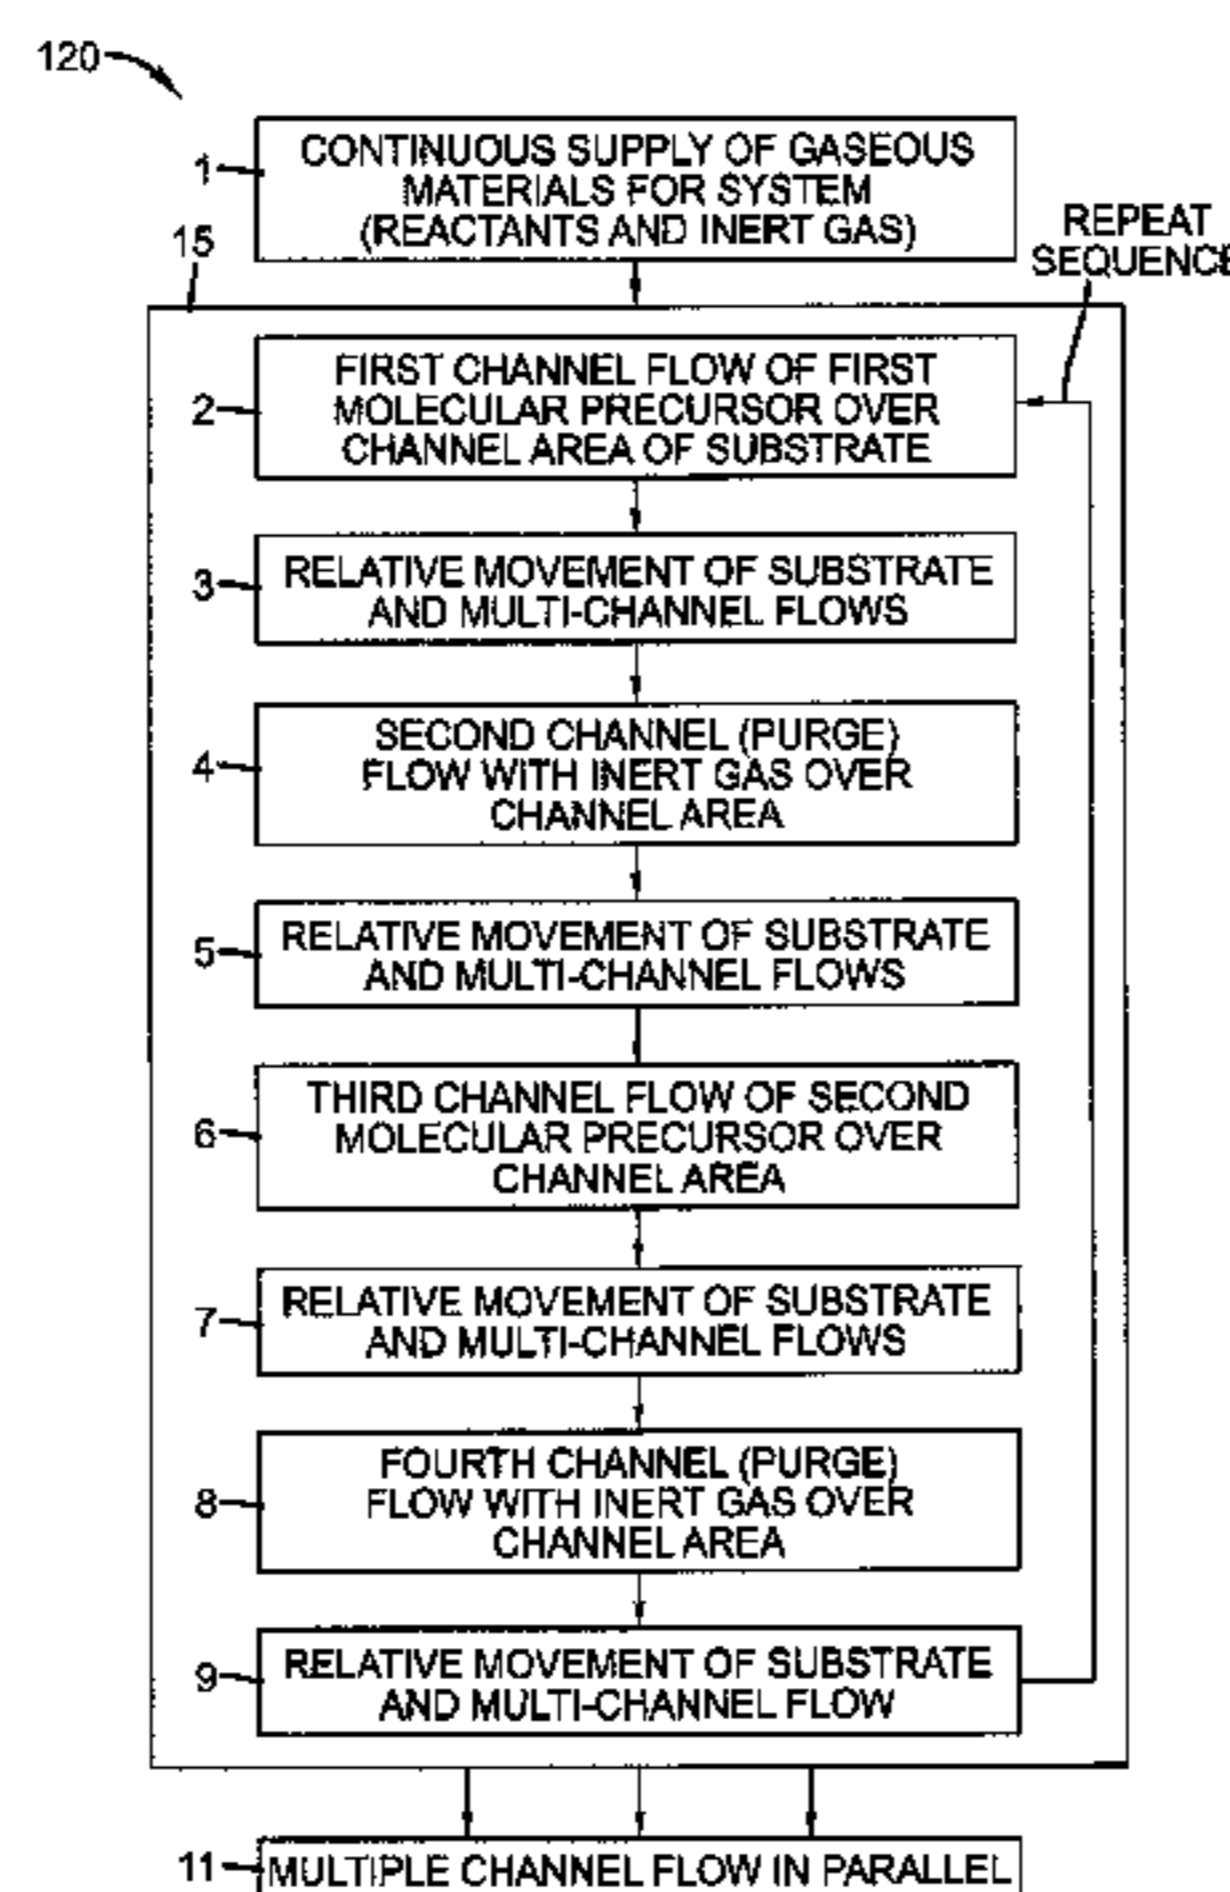 120
1
CONTINUOUS SUPPLY OF GASEOUS
MATERIALS FOR SYSTEM
(REACTANTS AND INERT GAS)
15
REPEAT
SEQUENCE
2
FIRST CHANNEL FLOW OF FIRST
MOLECULAR PRECURSOR OVER
CHANNEL AREA OF SUBSTRATE
3
RELATIVE MOVEMENT OF SUBSTRATE
AND MULTI-CHANNEL FLOWS
4
SECOND CHANNEL (PURGE)
FLOW WITH INERT GAS OVER
CHANNEL AREA
5
RELATIVE MOVEMENT OF SUBSTRATE
AND MULTI-CHANNEL FLOWS
6
THIRD CHANNEL FLOW OF SECOND
MOLECULAR PRECURSOR OVER
CHANNEL AREA
7
RELATIVE MOVEMENT OF SUBSTRATE
AND MULTI-CHANNEL FLOWS
8
FOURTH CHANNEL (PURGE)
FLOW WITH INERT GAS OVER
CHANNEL AREA
9
RELATIVE MOVEMENT OF SUBSTRATE
AND MULTI-CHANNEL FLOW
11
MULTIPLE CHANNEL FLOW IN PARALLEL